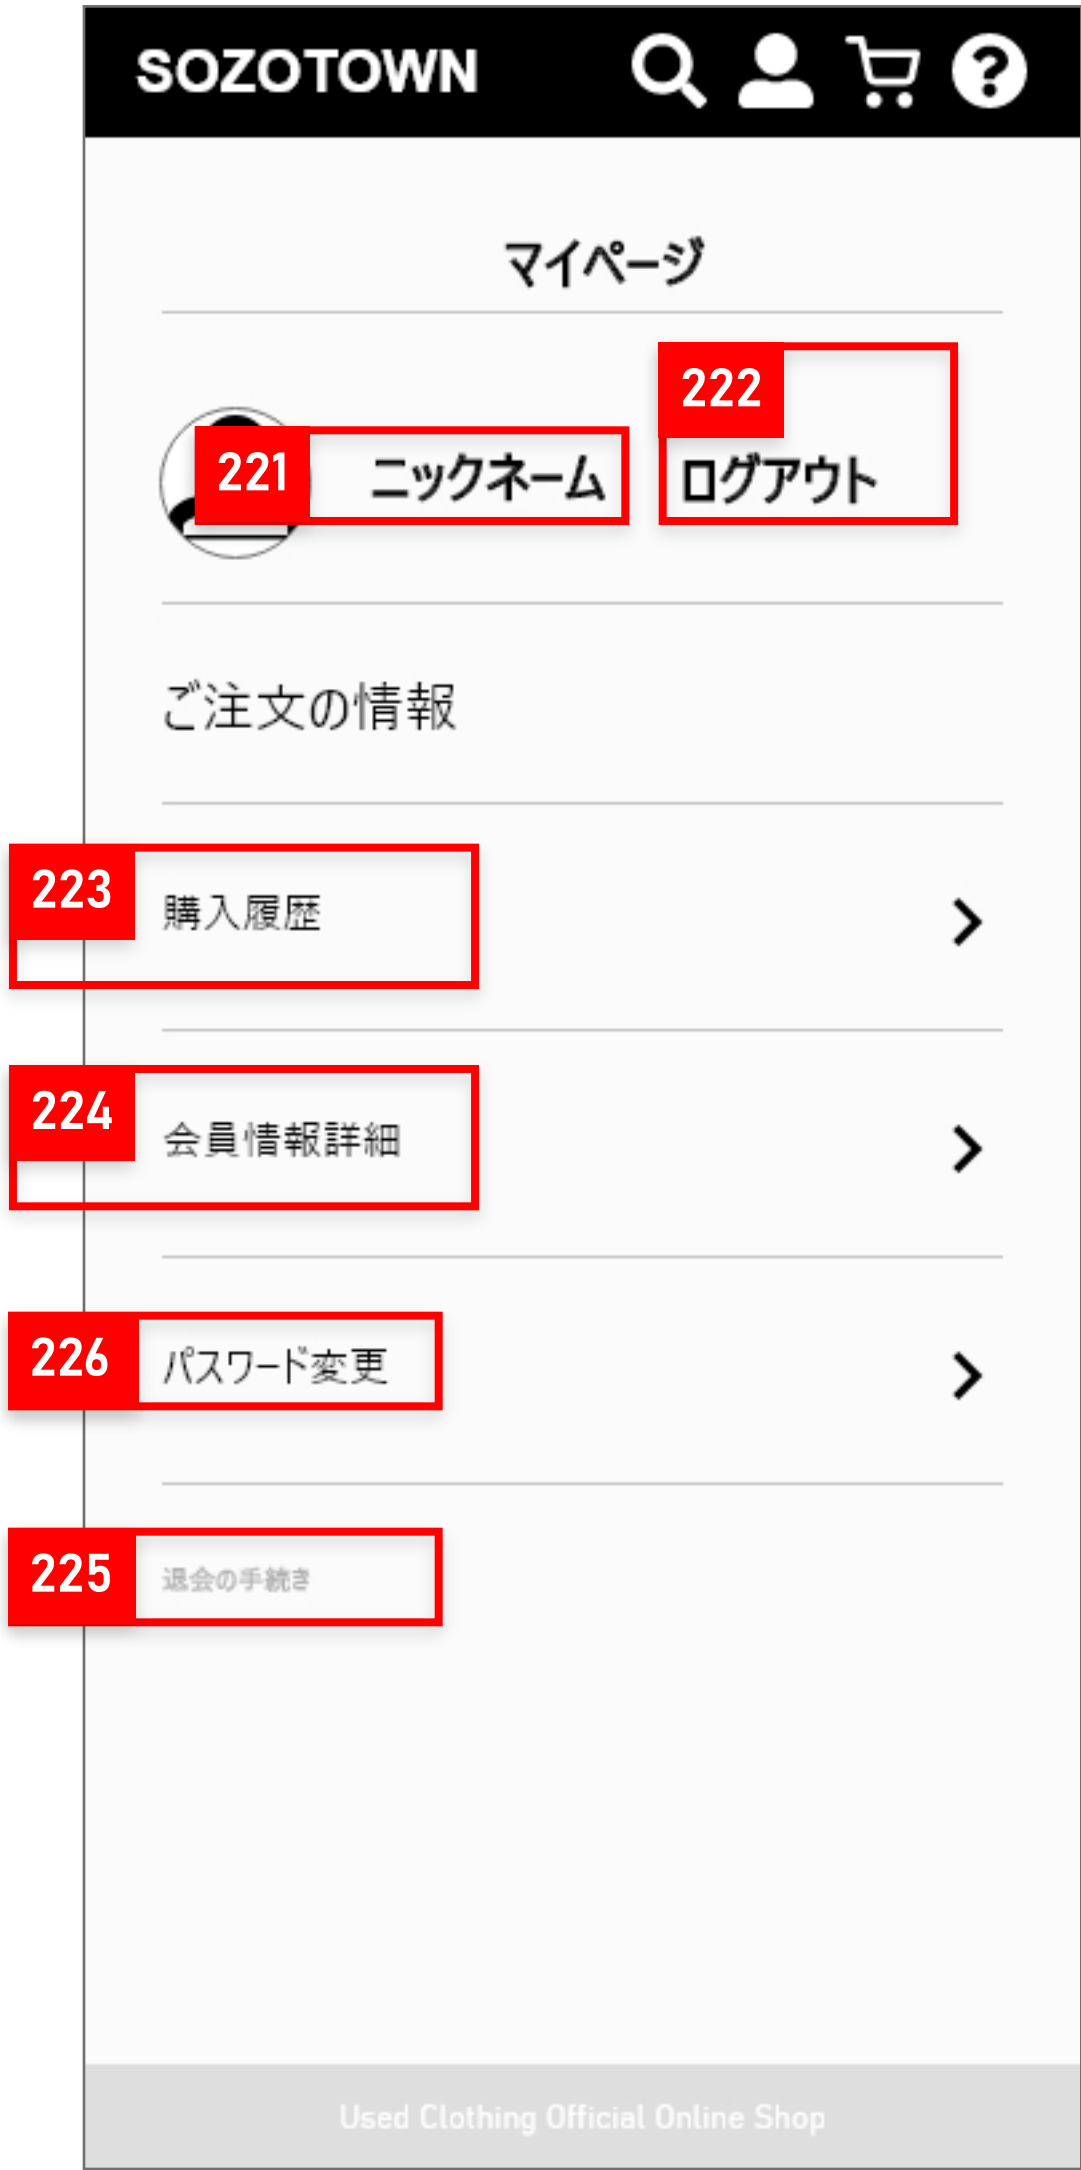 SOZOTOWN
マイページ
222
221 ニックネーム ログアウト
ご注文の情報
223 購入履歴
224 会員情報詳細
226 パスワード変更
225 退会の手続き
Used Clothing Official Online Shop